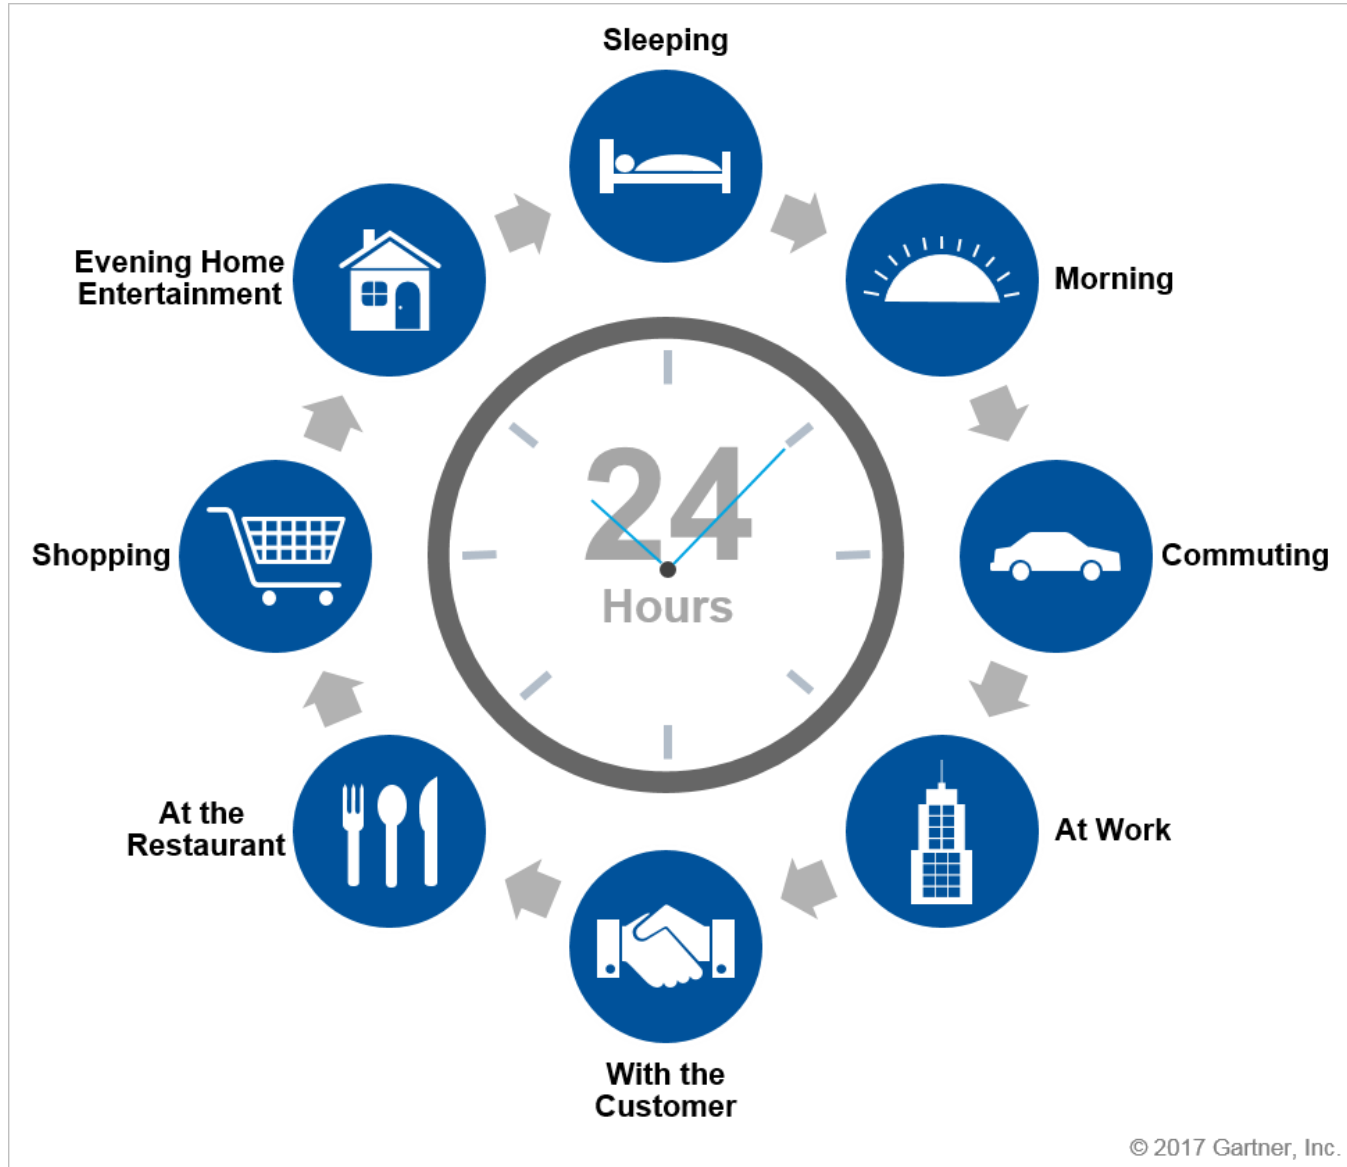 Sleeping
Morning
Commuting
At Work
With the
Customer
At the
Restaurant
Shopping
Evening Home
Entertainment
24
Hours
© 2017 Gartner, Inc.